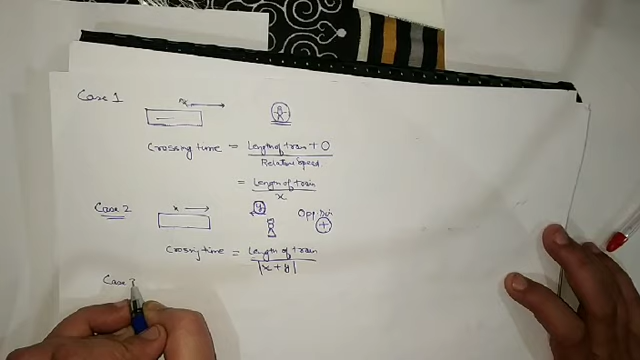 Case 1
x
Crossing time = Length of train + 0
Relative Speed
= Length of train
x
Case 2
x
y
Opp Dirn
+
Crossing time = Length of train
|x + y|
Case 3